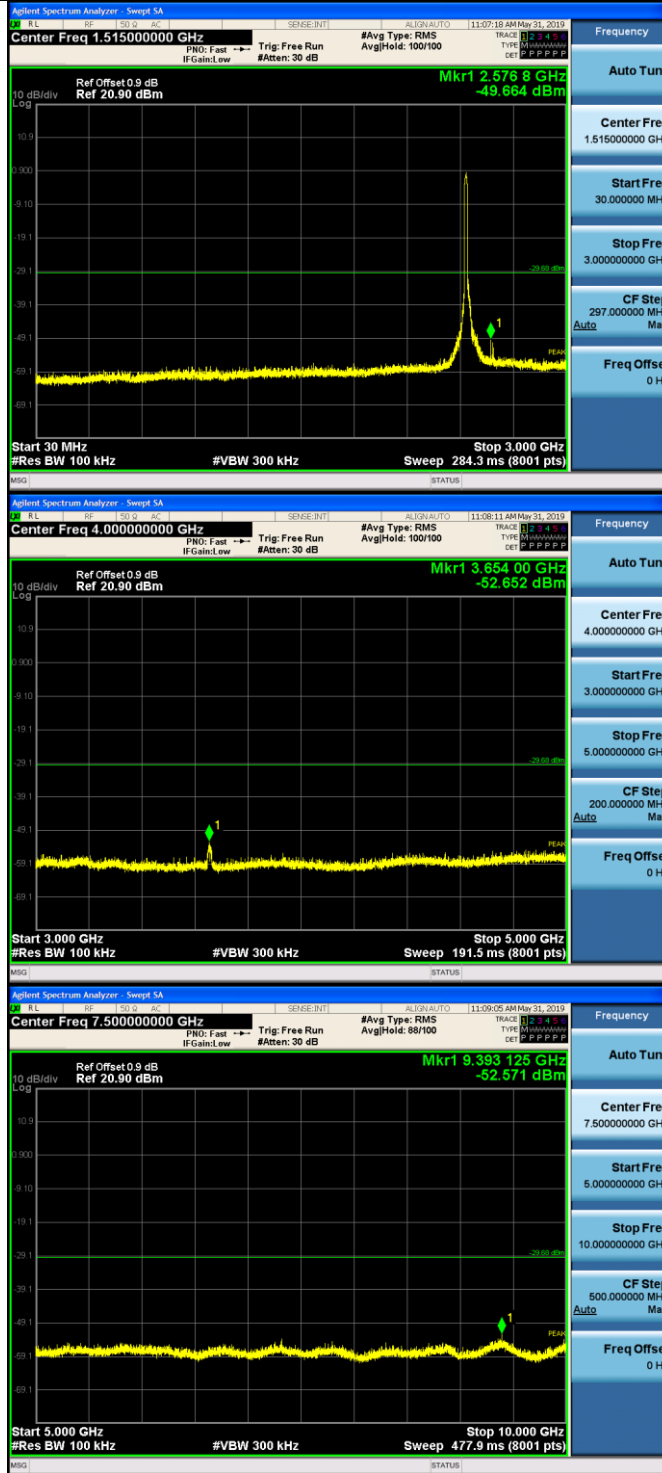 Agilent Spectrum Analyzer - Swept SA
RL RF 50 Ω AC SENSE:INT ALIGN AUTO 11:07:18 AM May 31, 2019
Center Freq 1.515000000 GHz
PNO: Fast
IFGain:Low
Trig: Free Run
#Atten: 30 dB
#Avg Type: RMS
Avg|Hold: 100/100
TRACE 1 2 3 4 5 6
TYPE M
DET P P P P P P
Frequency
Mkr1 2.576 8 GHz
-49.664 dBm
Ref Offset 0.9 dB
Ref 20.90 dBm
10 dB/div
Log
10.9
0.900
-9.10
-19.1
-29.1
-39.1
-49.1
-59.1
-69.1
-29.68 dBm
1
PEAK
Start 30 MHz
Stop 3.000 GHz
#Res BW 100 kHz
#VBW 300 kHz
Sweep 284.3 ms (8001 pts)
MSG
STATUS
Auto Tun
Center Fre
1.515000000 GH
Start Fre
30.000000 MH
Stop Fre
3.000000000 GH
CF Ste
297.000000 MH
Auto Ma
Freq Offse
0 H
Agilent Spectrum Analyzer - Swept SA
RL RF 50 Ω AC SENSE:INT ALIGN AUTO 11:08:11 AM May 31, 2019
Center Freq 4.000000000 GHz
PNO: Fast
IFGain:Low
Trig: Free Run
#Atten: 30 dB
#Avg Type: RMS
Avg|Hold: 100/100
TRACE 1 2 3 4 5 6
TYPE M
DET P P P P P P
Frequency
Mkr1 3.654 00 GHz
-52.652 dBm
Ref Offset 0.9 dB
Ref 20.90 dBm
10 dB/div
Log
10.9
0.900
-9.10
-19.1
-29.1
-39.1
-49.1
-59.1
-69.1
-29.68 dBm
1
PEAK
Start 3.000 GHz
Stop 5.000 GHz
#Res BW 100 kHz
#VBW 300 kHz
Sweep 191.5 ms (8001 pts)
MSG
STATUS
Auto Tun
Center Fre
4.000000000 GH
Start Fre
3.000000000 GH
Stop Fre
5.000000000 GH
CF Ste
200.000000 MH
Auto Ma
Freq Offse
0 H
Agilent Spectrum Analyzer - Swept SA
RL RF 50 Ω AC SENSE:INT ALIGN AUTO 11:09:05 AM May 31, 2019
Center Freq 7.500000000 GHz
PNO: Fast
IFGain:Low
Trig: Free Run
#Atten: 30 dB
#Avg Type: RMS
Avg|Hold: 88/100
TRACE 1 2 3 4 5 6
TYPE M
DET P P P P P P
Frequency
Mkr1 9.393 125 GHz
-52.571 dBm
Ref Offset 0.9 dB
Ref 20.90 dBm
10 dB/div
Log
10.9
0.900
-9.10
-19.1
-29.1
-39.1
-49.1
-59.1
-69.1
-29.68 dBm
1
PEAK
Start 5.000 GHz
Stop 10.000 GHz
#Res BW 100 kHz
#VBW 300 kHz
Sweep 477.9 ms (8001 pts)
MSG
STATUS
Auto Tun
Center Fre
7.500000000 GH
Start Fre
5.000000000 GH
Stop Fre
10.000000000 GH
CF Ste
500.000000 MH
Auto Ma
Freq Offse
0 H